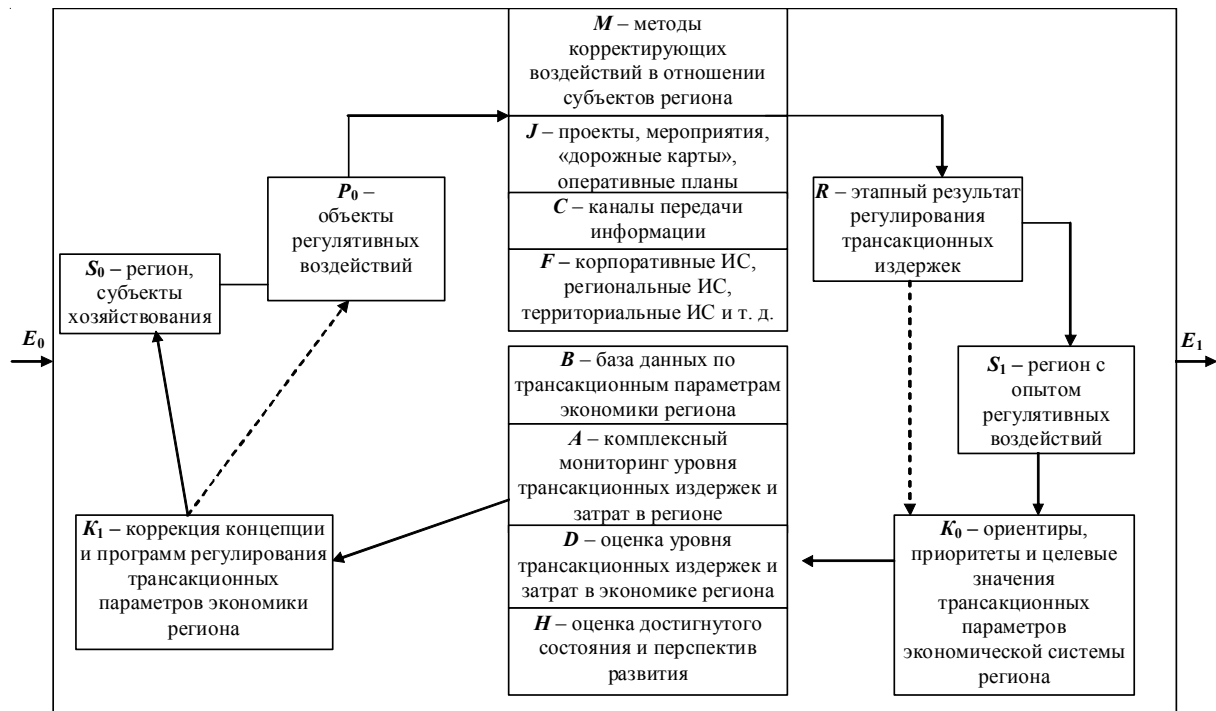 M – методы
корректирующих
воздействий в отношении
субъектов региона
J – проекты, мероприятия,
«дорожные карты»,
оперативные планы
C – каналы передачи
информации
F – корпоративные ИС,
региональные ИС,
территориальные ИС и т. д.
P₀ –
объекты
регулятивных
воздействий
S₀ – регион,
субъекты
хозяйствования
E₀
R – этапный результат
регулирования
трансакционных
издержек
S₁ – регион с
опытом
регулятивных
воздействий
E₁
B – база данных по
трансакционным параметрам
экономики региона
A – комплексный
мониторинг уровня
трансакционных издержек и
затрат в регионе
D – оценка уровня
трансакционных издержек и
затрат в экономике региона
H – оценка достигнутого
состояния и перспектив
развития
K₁ – коррекция концепции
и программ регулирования
трансакционных
параметров экономики
региона
K₀ – ориентиры,
приоритеты и целевые
значения
трансакционных
параметров
экономической системы
региона